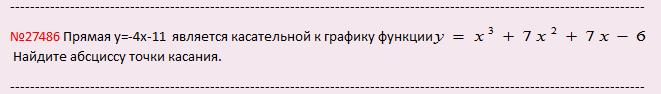 №27486 Прямая y=-4x-11 является касательной к графику функции y = x³ + 7x² + 7x − 6
Найдите абсциссу точки касания.